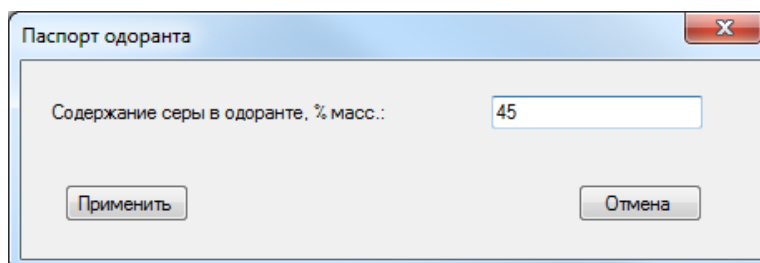 Паспорт одоранта
Содержание серы в одоранте, % масс.: 45
Применить Отмена